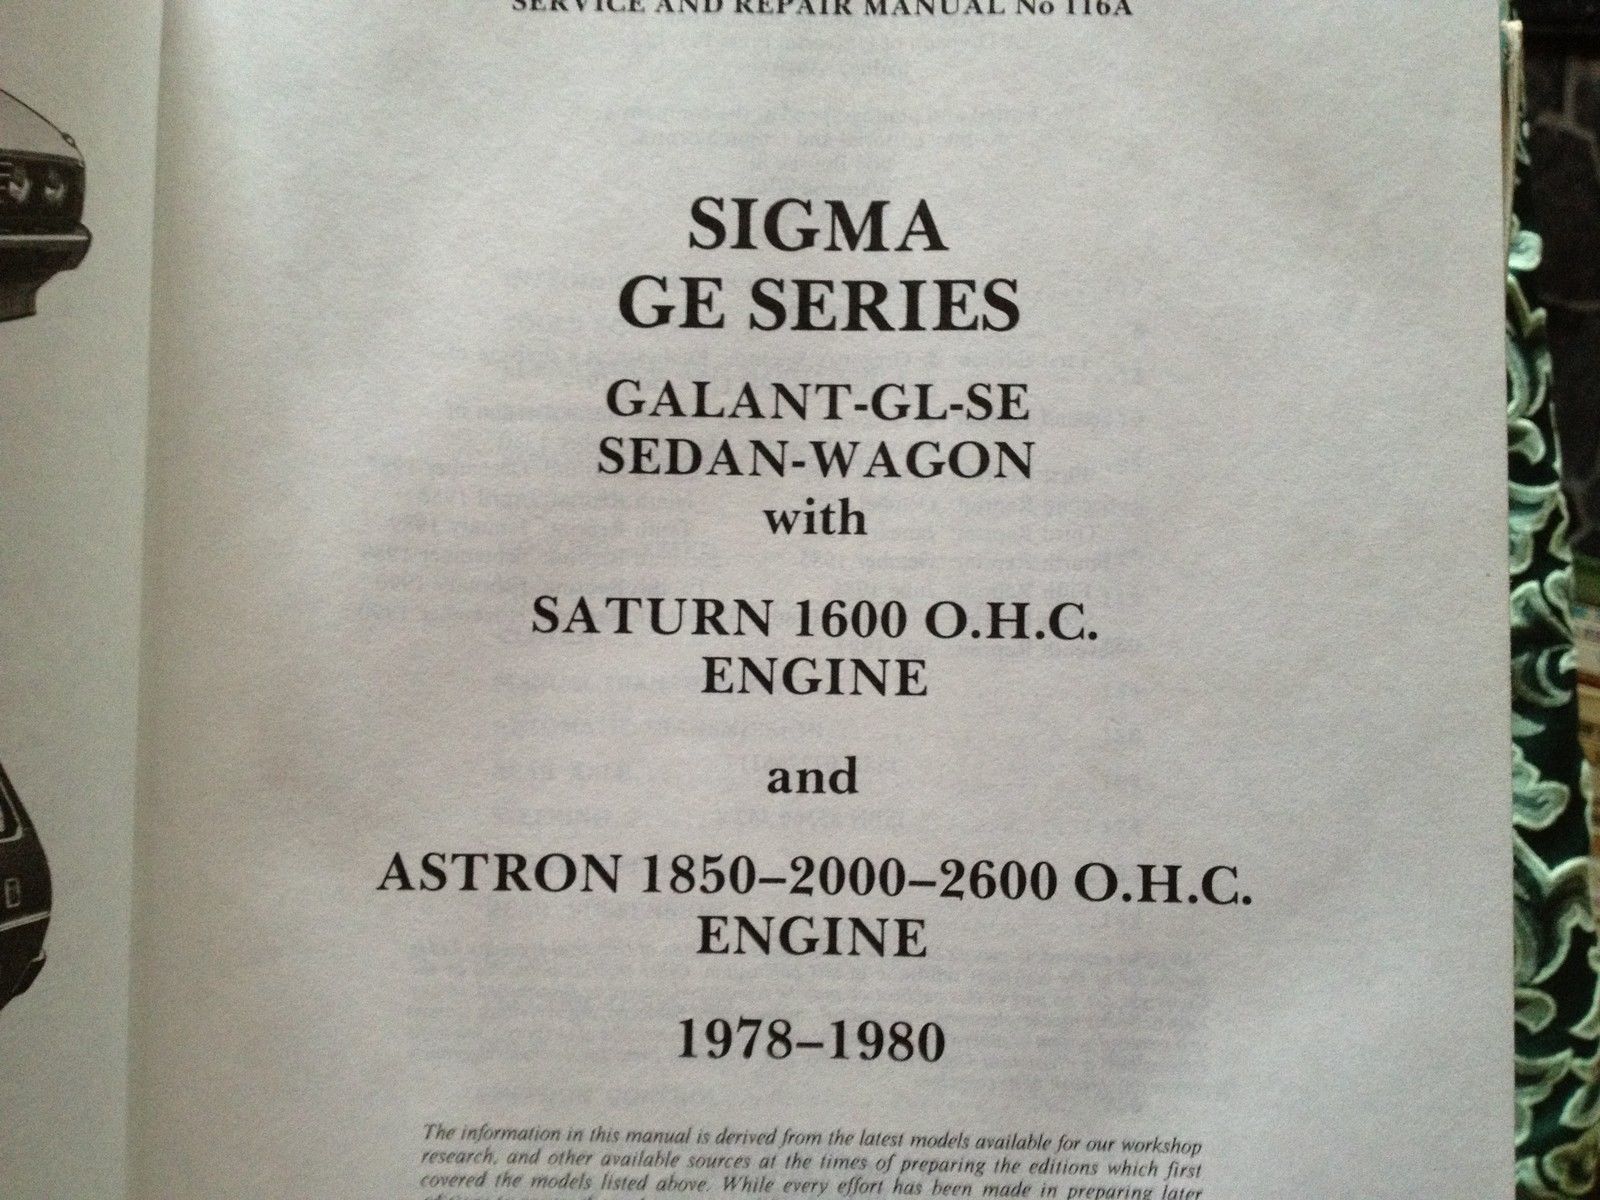 SERVICE AND REPAIR MANUAL No 116A
SIGMA
GE SERIES
GALANT-GL-SE
SEDAN-WAGON
with
SATURN 1600 O.H.C.
ENGINE
and
ASTRON 1850–2000–2600 O.H.C.
ENGINE
1978–1980
The information in this manual is derived from the latest models available for our workshop
research, and other available sources at the times of preparing the editions which first
covered the models listed above. While every effort has been made in preparing later